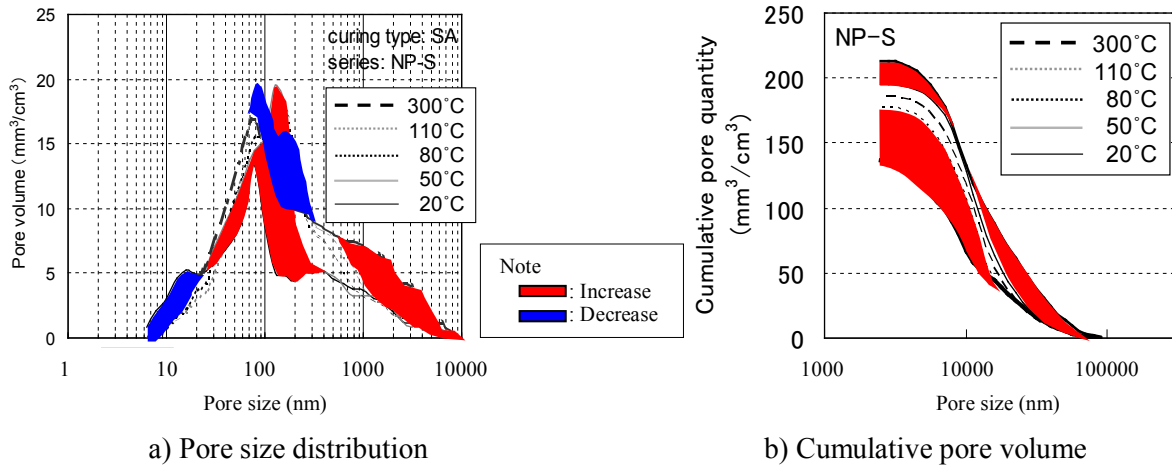 25
20
15
10
5
0
Pore volume (mm³/cm3)
curing type: SA
series: NP-S
300˚C
110˚C
80˚C
50˚C
20˚C
1
10
100
1000
10000
Pore size (nm)
a) Pore size distribution
Note
: Increase
: Decrease
250
200
150
100
50
0
Cumulative pore quantity
(mm³/cm³)
NP-S
300˚C
110˚C
80˚C
50˚C
20˚C
1000
10000
100000
Pore size (nm)
b) Cumulative pore volume